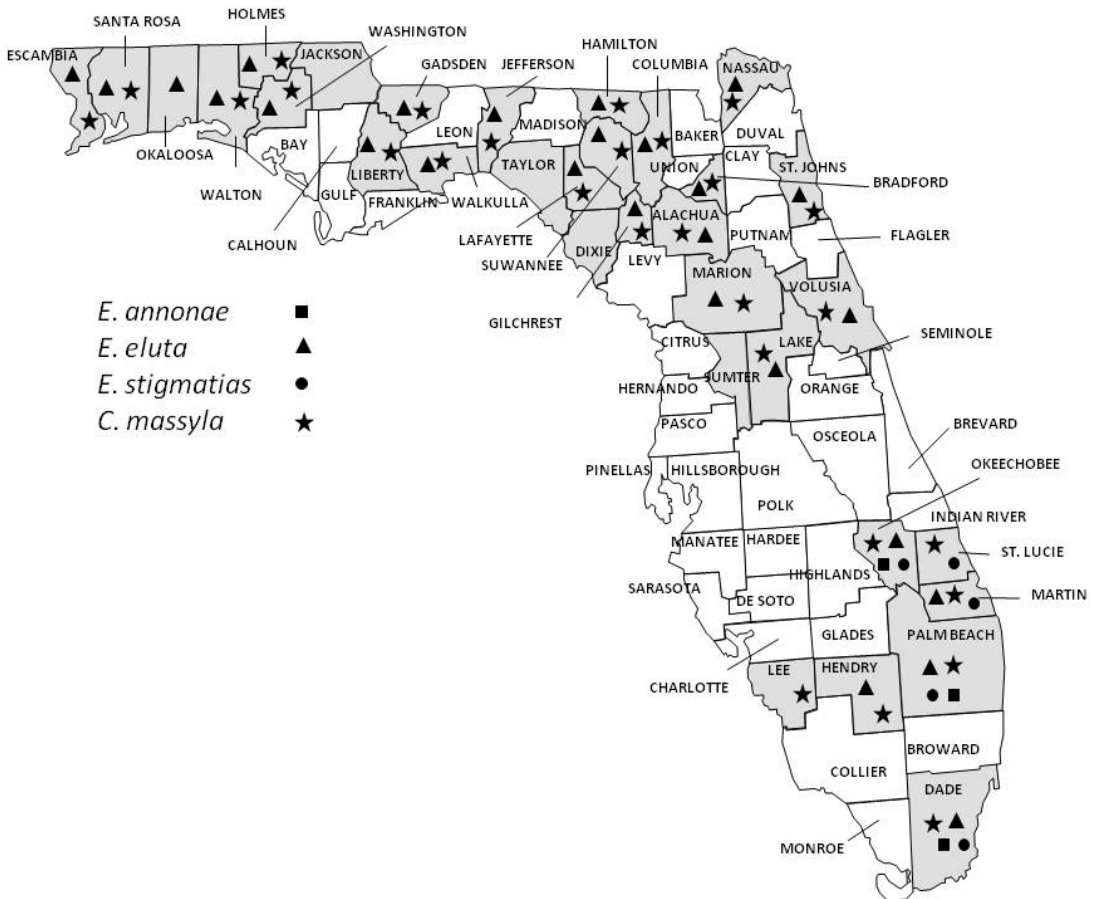 HOLMES
SANTA ROSA
WASHINGTON
ESCAMBIA
JACKSON
GADSDEN
JEFFERSON
HAMILTON
COLUMBIA
NASSAU
MADISON
LEON
BAKER
DUVAL
BAY
OKALOOSA
TAYLOR
UNION
CLAY
ST. JOHNS
LIBERTY
BRADFORD
WALTON
GULF
FRANKLIN
WALKULLA
ALACHUA
CALHOUN
LAFAYETTE
PUTNAM
FLAGLER
SUWANNEE
DIXIE
LEVY
MARION
VOLUSIA
GILCHREST
E. annonae
E. eluta
E. stigmatias
C. massyla
SEMINOLE
CITRUS
LAKE
SUMTER
HERNANDO
ORANGE
PASCO
OSCEOLA
BREVARD
OKEECHOBEE
PINELLAS
HILLSBOROUGH
POLK
INDIAN RIVER
MANATEE
HARDEE
ST. LUCIE
HIGHLANDS
SARASOTA
DE SOTO
MARTIN
GLADES
PALM BEACH
CHARLOTTE
LEE
HENDRY
BROWARD
COLLIER
DADE
MONROE